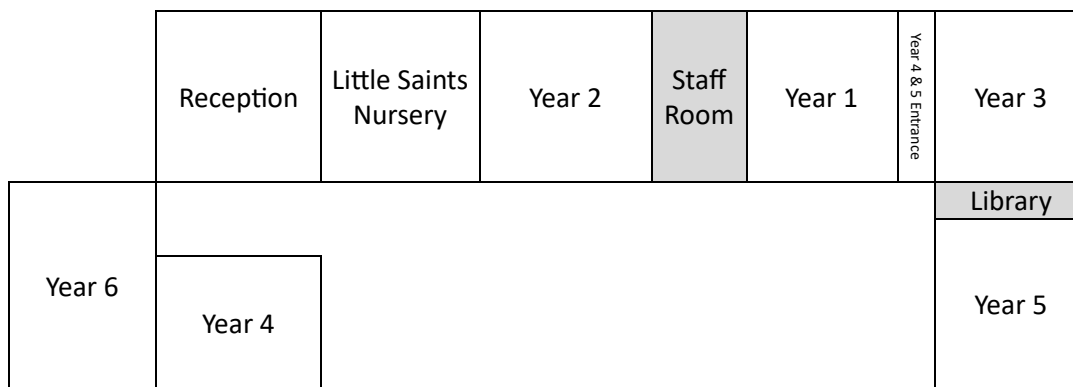 Reception
Little Saints
Nursery
Year 2
Staff
Room
Year 1
Year 4 & 5 Entrance
Year 3
Library
Year 6
Year 4
Year 5